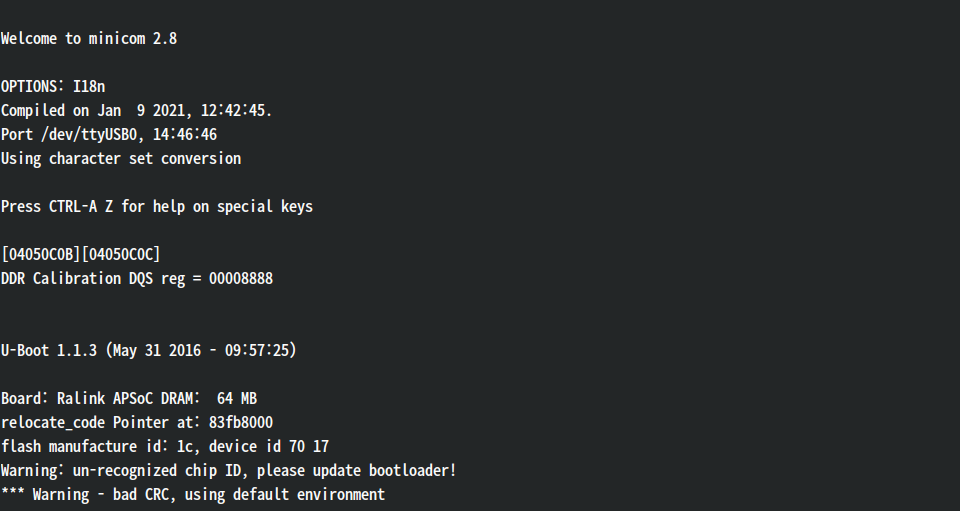 Welcome to minicom 2.8
OPTIONS: I18n
Compiled on Jan  9 2021, 12:42:45.
Port /dev/ttyUSB0, 14:46:46
Using character set conversion
Press CTRL-A Z for help on special keys
[04050C0B][04050C0C]
DDR Calibration DQS reg = 00008888
U-Boot 1.1.3 (May 31 2016 - 09:57:25)
Board: Ralink APSoC DRAM:  64 MB
relocate_code Pointer at: 83fb8000
flash manufacture id: 1c, device id 70 17
Warning: un-recognized chip ID, please update bootloader!
*** Warning - bad CRC, using default environment